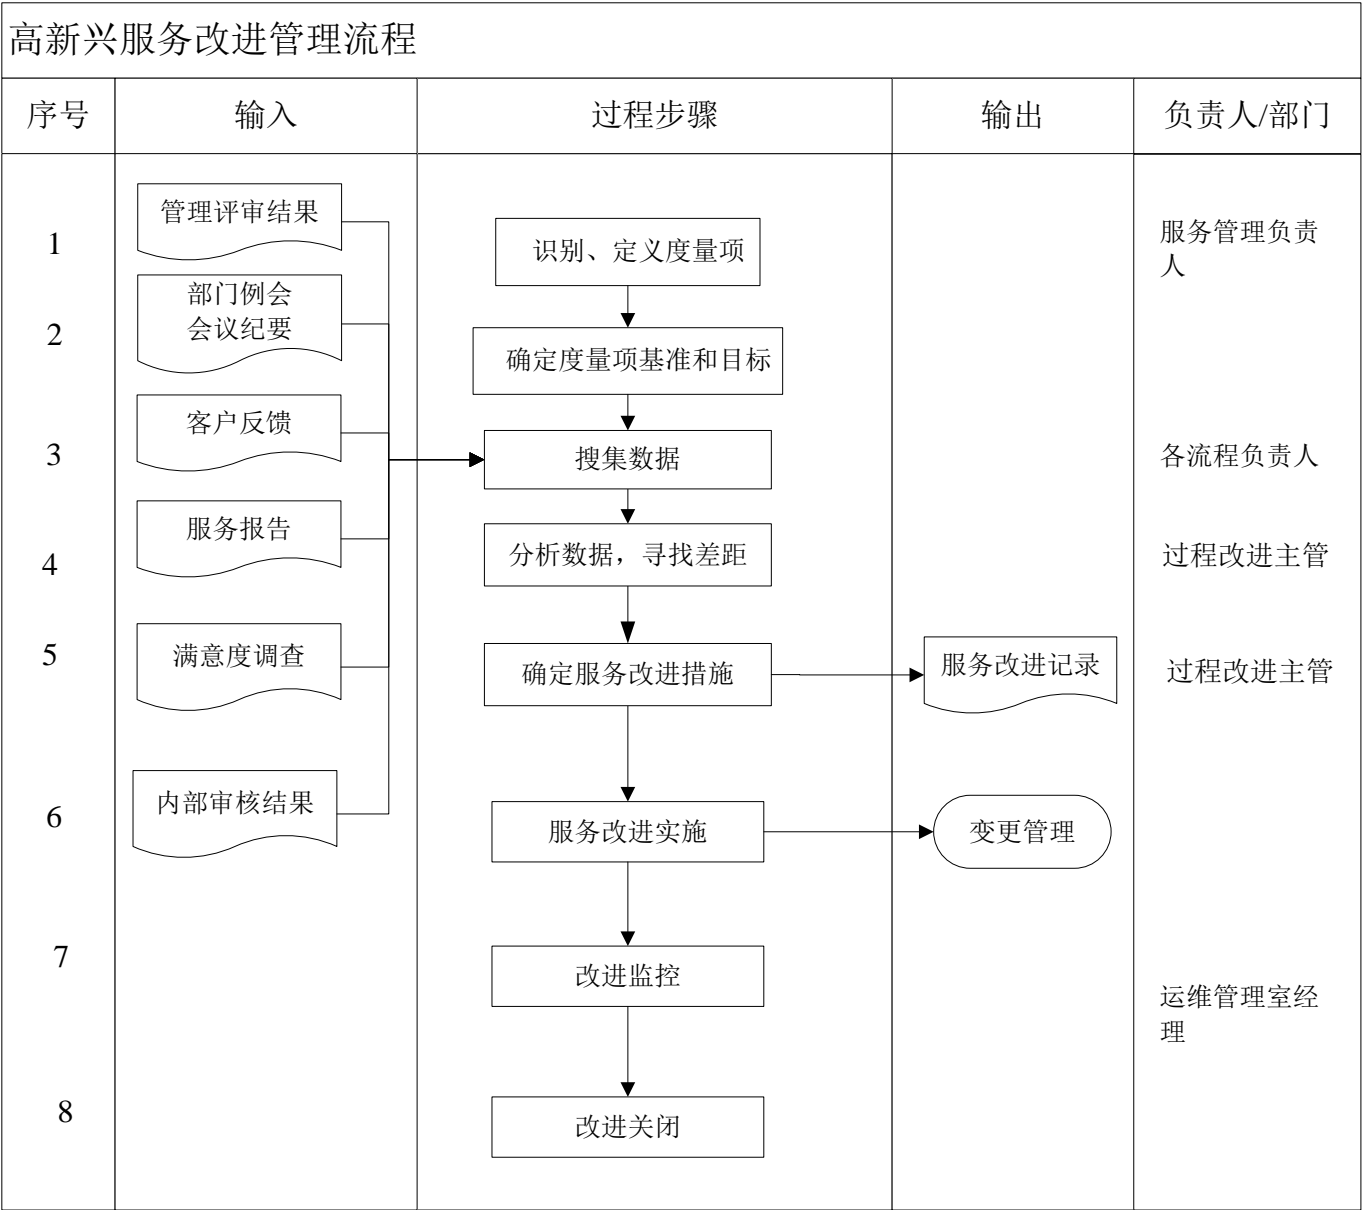 高新兴服务改进管理流程
序号
输入
过程步骤
输出
负责人/部门
1
管理评审结果
识别、定义度量项
服务管理负责
人
2
部门例会
会议纪要
确定度量项基准和目标
3
客户反馈
搜集数据
各流程负责人
4
服务报告
分析数据，寻找差距
过程改进主管
5
满意度调查
确定服务改进措施
服务改进记录
过程改进主管
6
内部审核结果
服务改进实施
变更管理
7
改进监控
运维管理室经
理
8
改进关闭